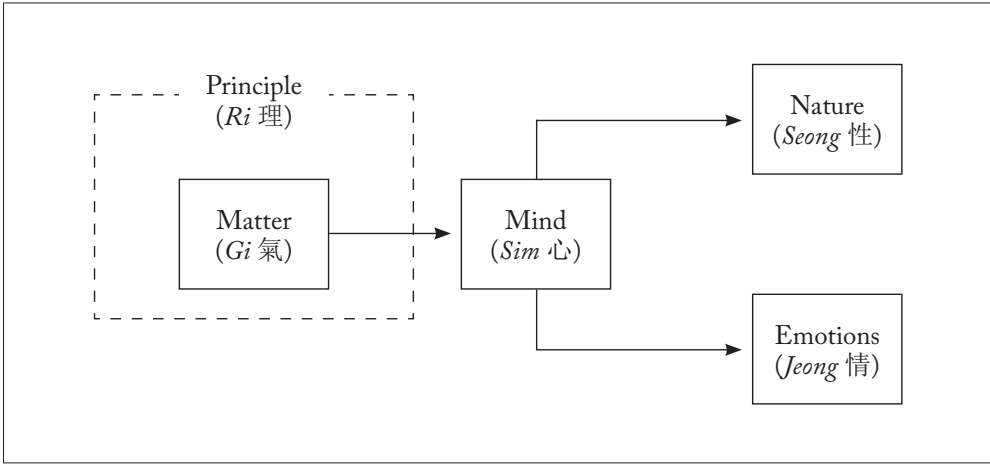 Principle
(Ri 理)
Matter
(Gi 氣)
Mind
(Sim 心)
Nature
(Seong 性)
Emotions
(Jeong 情)